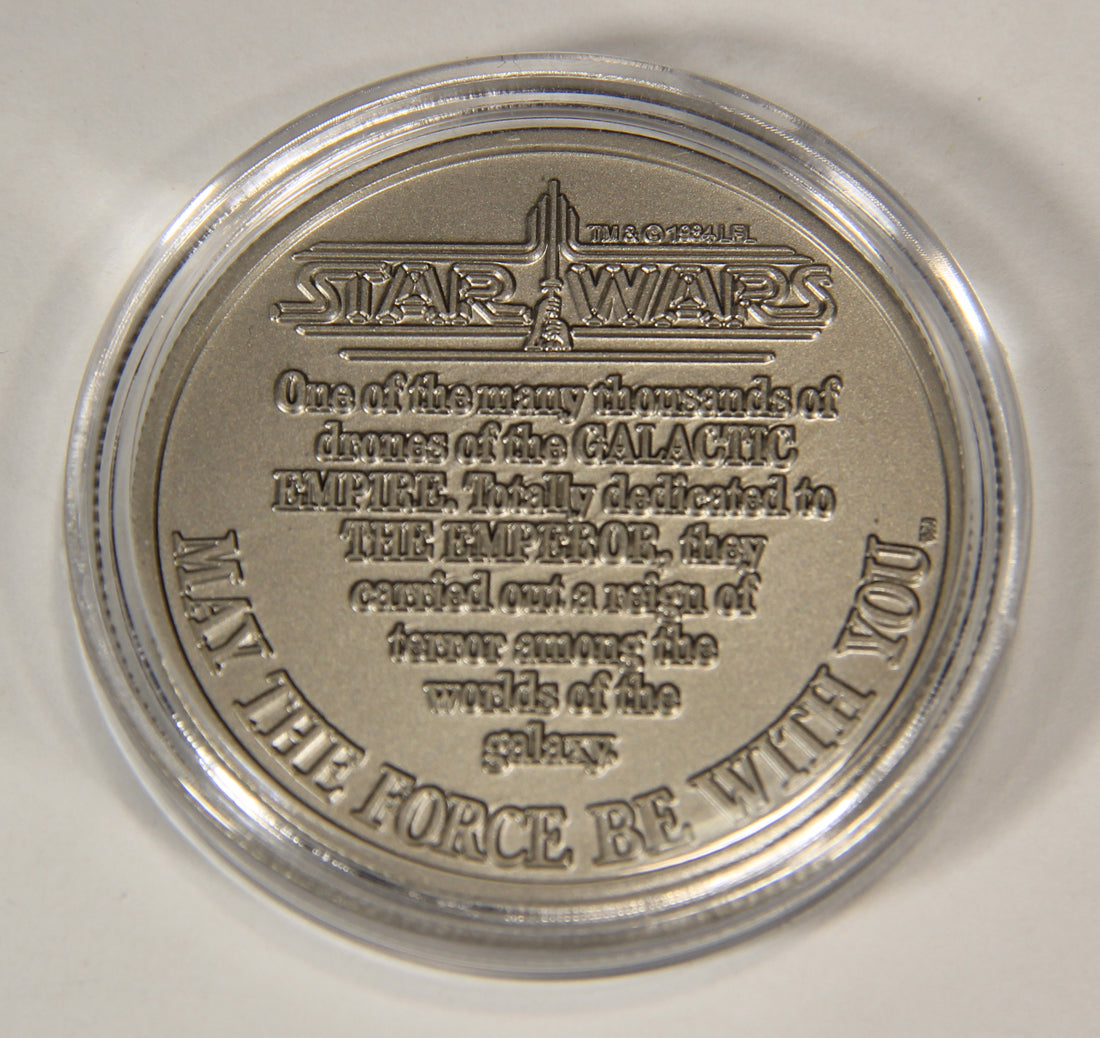 TM & © 1984 LFL
STAR WARS
One of the many thousands of
drones of the GALACTIC
EMPIRE. Totally dedicated to
THE EMPEROR, they
carried out a reign of
terror among the
worlds of the
galaxy.
MAY THE FORCE BE WITH YOU™